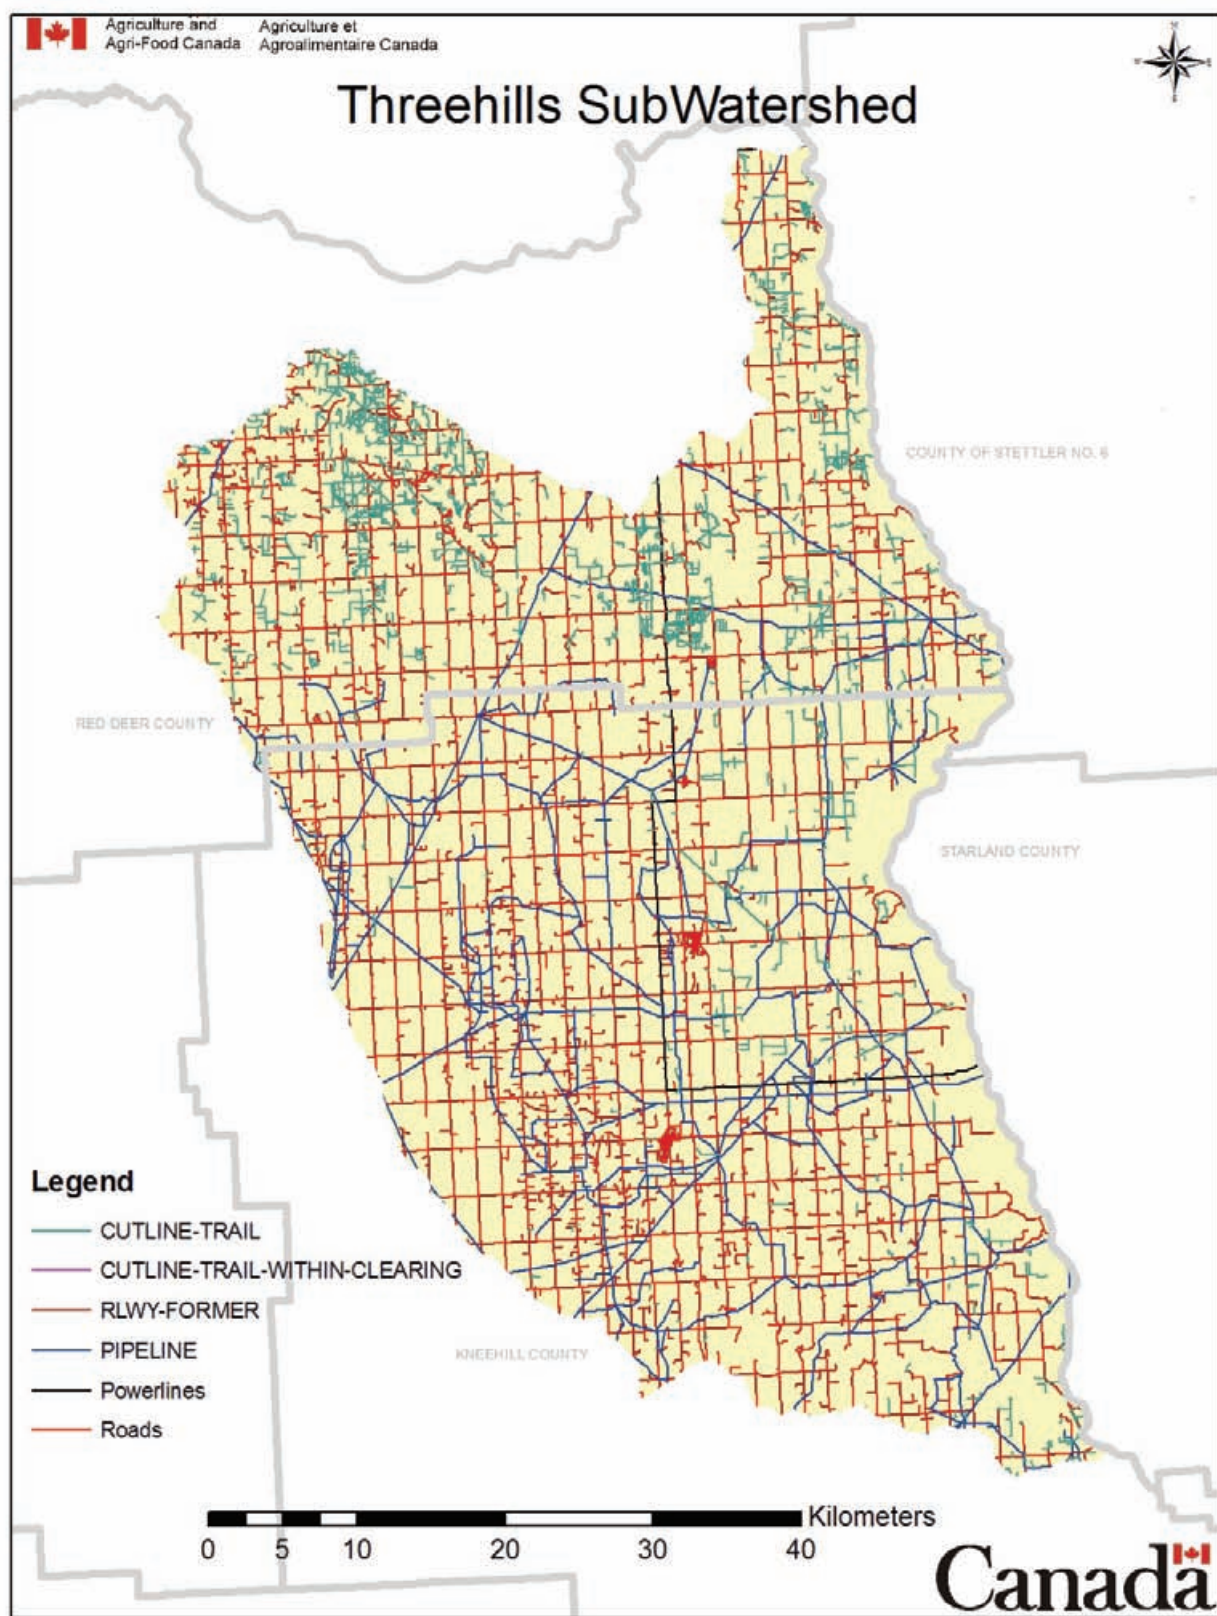 Agriculture and
Agri-Food Canada
Agriculture et
Agroalimentaire Canada
Threehills SubWatershed
COUNTY OF STETTLER NO. 6
RED DEER COUNTY
STARLAND COUNTY
KNEEHILL COUNTY
Legend
CUTLINE-TRAIL
CUTLINE-TRAIL-WITHIN-CLEARING
RLWY-FORMER
PIPELINE
Powerlines
Roads
Kilometers
0 5 10 20 30 40
Canada